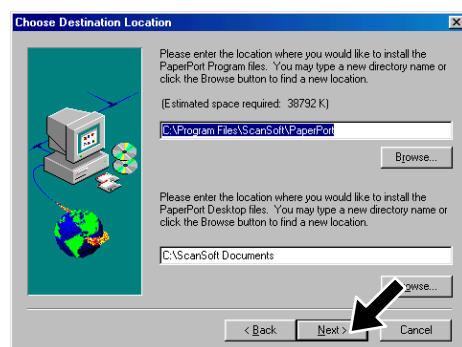 Choose Destination Location
Please enter the location where you would like to install the
PaperPort Program files. You may type a new directory name or
click the Browse button to find a new location.
(Estimated space required: 38792 K)
C:\Program Files\ScanSoft\PaperPort
Browse...
Please enter the location where you would like to install the
PaperPort Desktop files. You may type a new directory name or
click the Browse button to find a new location.
C:\ScanSoft Documents
owse...
< Back Next > Cancel